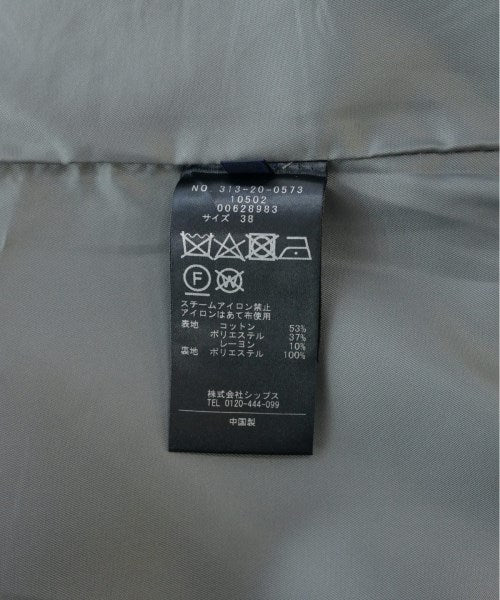 NO. 313-20-0573
10502
00628983
サイズ 38
F W
スチームアイロン禁止
アイロンはあて布使用
表地 コットン 53%
ポリエステル 37%
レーヨン 10%
裏地 ポリエステル 100%
株式会社シップス
TEL 0120-444-099
中国製